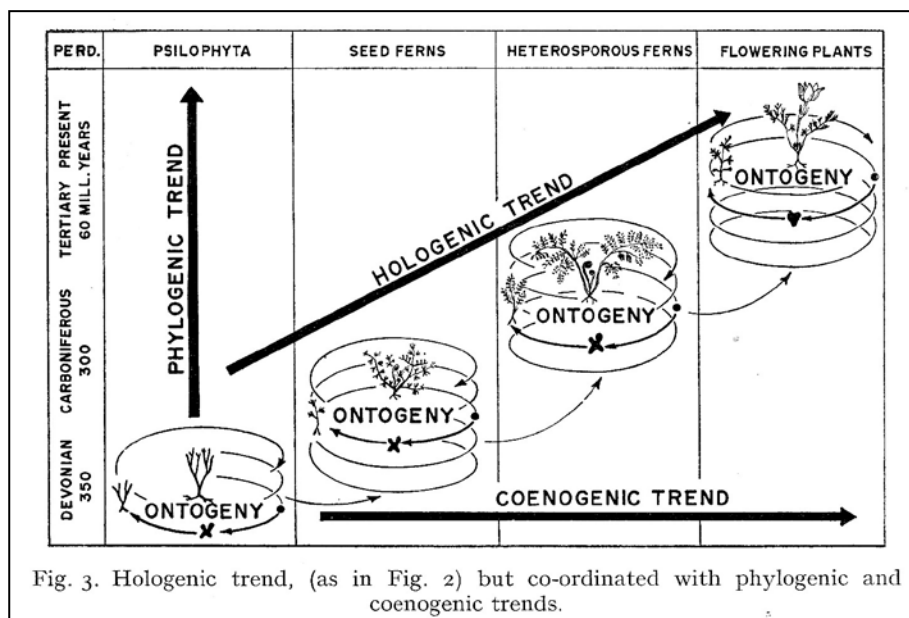 PERD. PSILOPHYTA SEED FERNS HETEROSPOROUS FERNS FLOWERING PLANTS
TERTIARY PRESENT
60 MILL. YEARS
CARBONIFEROUS
300
DEVONIAN
350
PHYLOGENIC TREND
HOLOGENIC TREND
ONTOGENY
ONTOGENY
ONTOGENY
ONTOGENY
COENOGENIC TREND
Fig. 3. Hologenic trend, (as in Fig. 2) but co-ordinated with phylogenic and
coenogenic trends.